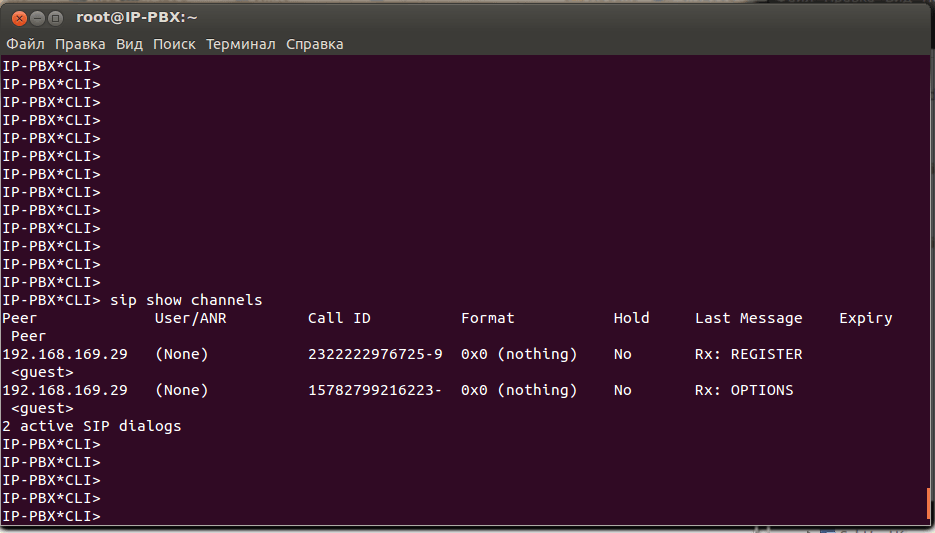 root@IP-PBX:~
Файл Правка Вид Поиск Терминал Справка
IP-PBX*CLI>
IP-PBX*CLI>
IP-PBX*CLI>
IP-PBX*CLI>
IP-PBX*CLI>
IP-PBX*CLI>
IP-PBX*CLI>
IP-PBX*CLI>
IP-PBX*CLI>
IP-PBX*CLI>
IP-PBX*CLI>
IP-PBX*CLI>
IP-PBX*CLI>
IP-PBX*CLI> sip show channels
Peer             User/ANR         Call ID          Format           Hold     Last Message    Expiry
 Peer
192.168.169.29   (None)           2322222976725-9  0x0 (nothing)    No       Rx: REGISTER
 <guest>
192.168.169.29   (None)           15782799216223-  0x0 (nothing)    No       Rx: OPTIONS
 <guest>
2 active SIP dialogs
IP-PBX*CLI>
IP-PBX*CLI>
IP-PBX*CLI>
IP-PBX*CLI>
IP-PBX*CLI>